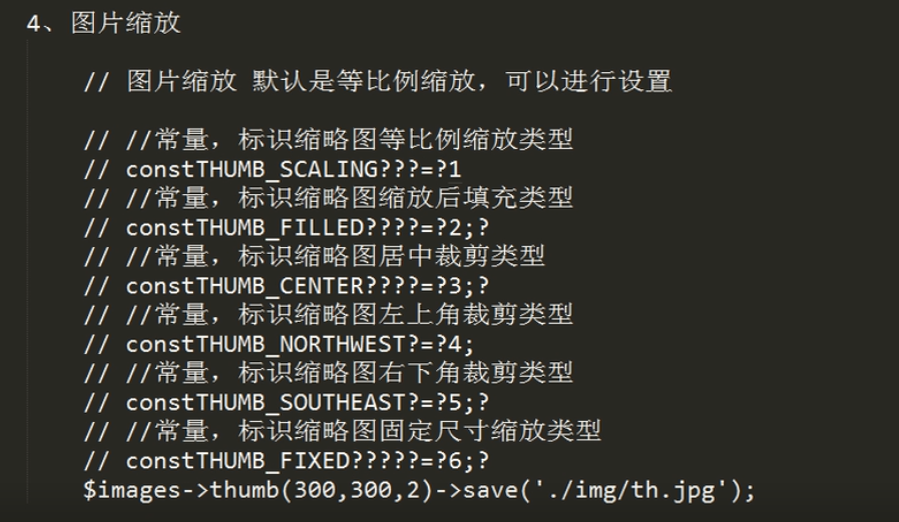 4、图片缩放
// 图片缩放 默认是等比例缩放，可以进行设置
// //常量，标识缩略图等比例缩放类型
// constTHUMB_SCALING???=?1
// //常量，标识缩略图缩放后填充类型
// constTHUMB_FILLED????=?2;?
// //常量，标识缩略图居中裁剪类型
// constTHUMB_CENTER????=?3;?
// //常量，标识缩略图左上角裁剪类型
// constTHUMB_NORTHWEST?=?4;
// //常量，标识缩略图右下角裁剪类型
// constTHUMB_SOUTHEAST?=?5;?
// //常量，标识缩略图固定尺寸缩放类型
// constTHUMB_FIXED?????=?6;?
$images->thumb(300,300,2)->save('./img/th.jpg');